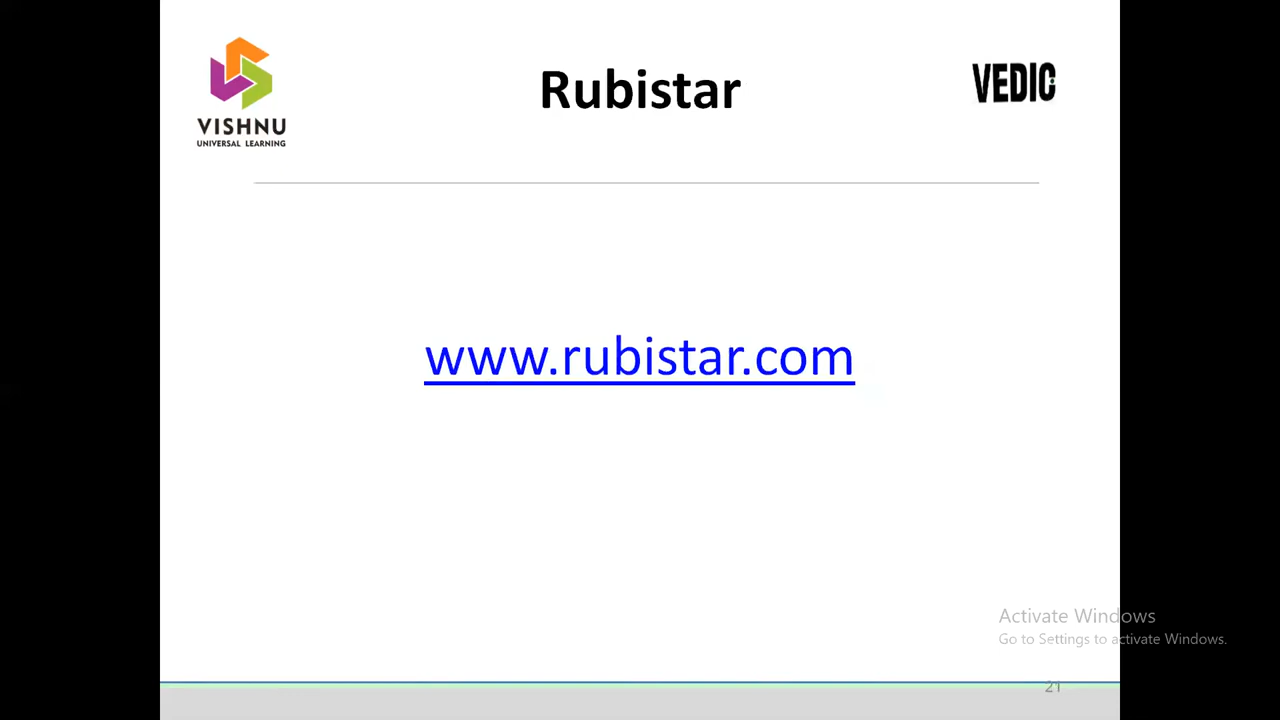 VISHNU
UNIVERSAL LEARNING
Rubistar
VEDIC
www.rubistar.com
Activate Windows
Go to Settings to activate Windows.
21